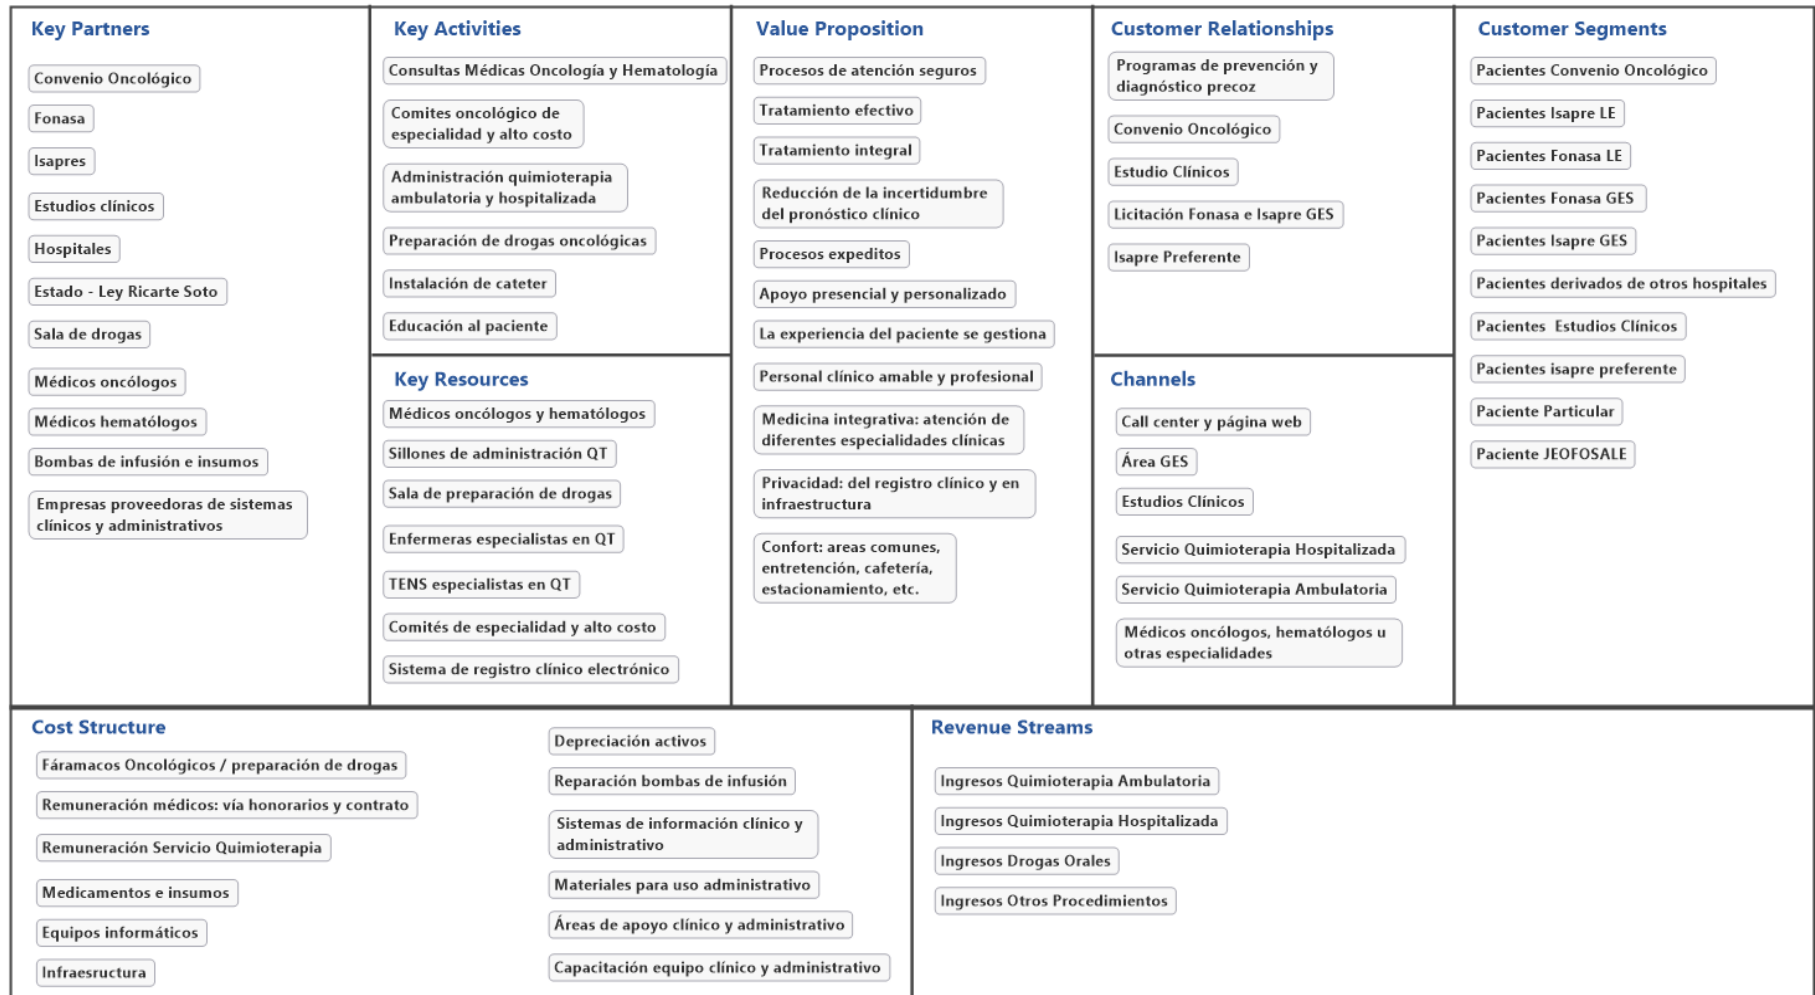 Key Partners
Convenio Oncológico
Fonasa
Isapres
Estudios clínicos
Hospitales
Estado - Ley Ricarte Soto
Sala de drogas
Médicos oncólogos
Médicos hematólogos
Bombas de infusión e insumos
Empresas proveedoras de sistemas
clínicos y administrativos
Key Activities
Consultas Médicas Oncología y Hematología
Comites oncológico de
especialidad y alto costo
Administración quimioterapia
ambulatoria y hospitalizada
Preparación de drogas oncológicas
Instalación de cateter
Educación al paciente
Key Resources
Médicos oncólogos y hematólogos
Sillones de administración QT
Sala de preparación de drogas
Enfermeras especialistas en QT
TENS especialistas en QT
Comités de especialidad y alto costo
Sistema de registro clínico electrónico
Value Proposition
Procesos de atención seguros
Tratamiento efectivo
Tratamiento integral
Reducción de la incertidumbre
del pronóstico clínico
Procesos expeditos
Apoyo presencial y personalizado
La experiencia del paciente se gestiona
Personal clínico amable y profesional
Medicina integrativa: atención de
diferentes especialidades clínicas
Privacidad: del registro clínico y en
infraestructura
Confort: areas comunes,
entretención, cafetería,
estacionamiento, etc.
Customer Relationships
Programas de prevención y
diagnóstico precoz
Convenio Oncológico
Estudio Clínicos
Licitación Fonasa e Isapre GES
Isapre Preferente
Channels
Call center y página web
Área GES
Estudios Clínicos
Servicio Quimioterapia Hospitalizada
Servicio Quimioterapia Ambulatoria
Médicos oncólogos, hematólogos u
otras especialidades
Customer Segments
Pacientes Convenio Oncológico
Pacientes Isapre LE
Pacientes Fonasa LE
Pacientes Fonasa GES
Pacientes Isapre GES
Pacientes derivados de otros hospitales
Pacientes Estudios Clínicos
Pacientes isapre preferente
Paciente Particular
Paciente JEOFOSALE
Cost Structure
Fáramacos Oncológicos / preparación de drogas
Remuneración médicos: vía honorarios y contrato
Remuneración Servicio Quimioterapia
Medicamentos e insumos
Equipos informáticos
Infraesructura
Depreciación activos
Reparación bombas de infusión
Sistemas de información clínico y
administrativo
Materiales para uso administrativo
Áreas de apoyo clínico y administrativo
Capacitación equipo clínico y administrativo
Revenue Streams
Ingresos Quimioterapia Ambulatoria
Ingresos Quimioterapia Hospitalizada
Ingresos Drogas Orales
Ingresos Otros Procedimientos